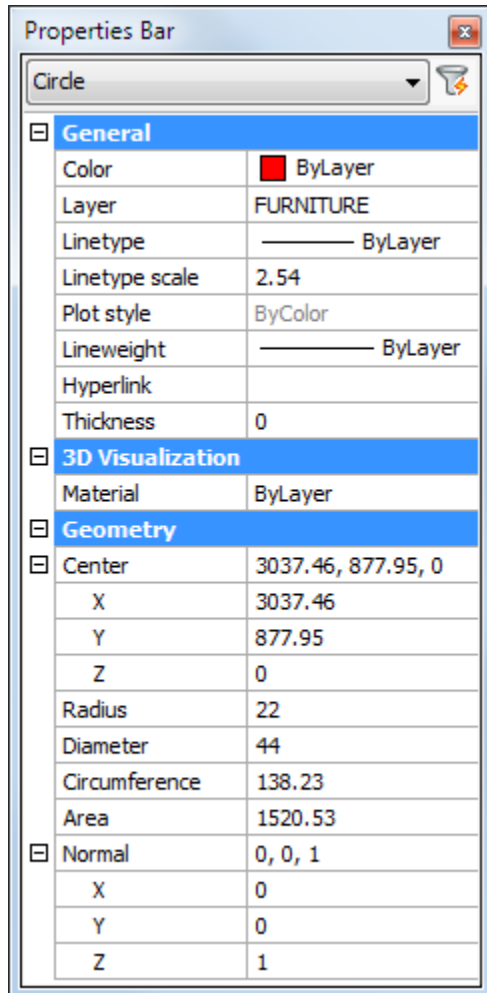 Properties Bar
Circle
General
Color ByLayer
Layer FURNITURE
Linetype ByLayer
Linetype scale 2.54
Plot style ByColor
Lineweight ByLayer
Hyperlink
Thickness 0
3D Visualization
Material ByLayer
Geometry
Center 3037.46, 877.95, 0
X 3037.46
Y 877.95
Z 0
Radius 22
Diameter 44
Circumference 138.23
Area 1520.53
Normal 0, 0, 1
X 0
Y 0
Z 1